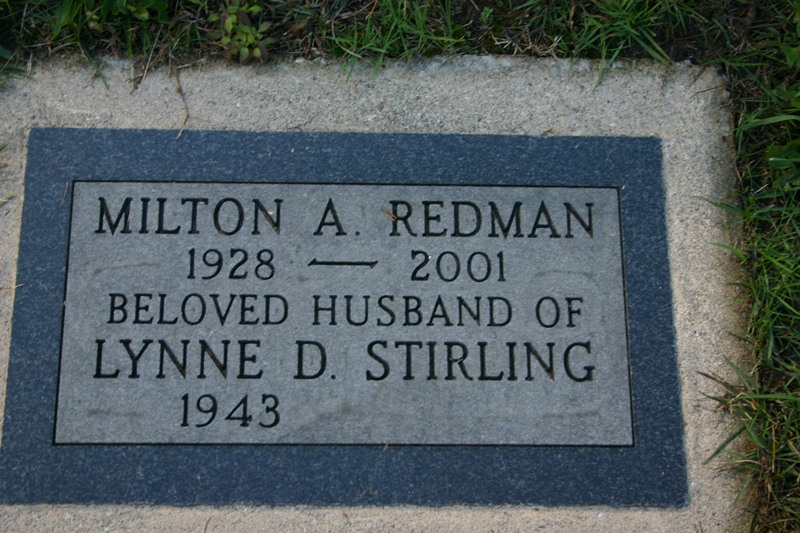 MILTON A. REDMAN
1928 — 2001
BELOVED HUSBAND OF
LYNNE D. STIRLING
1943